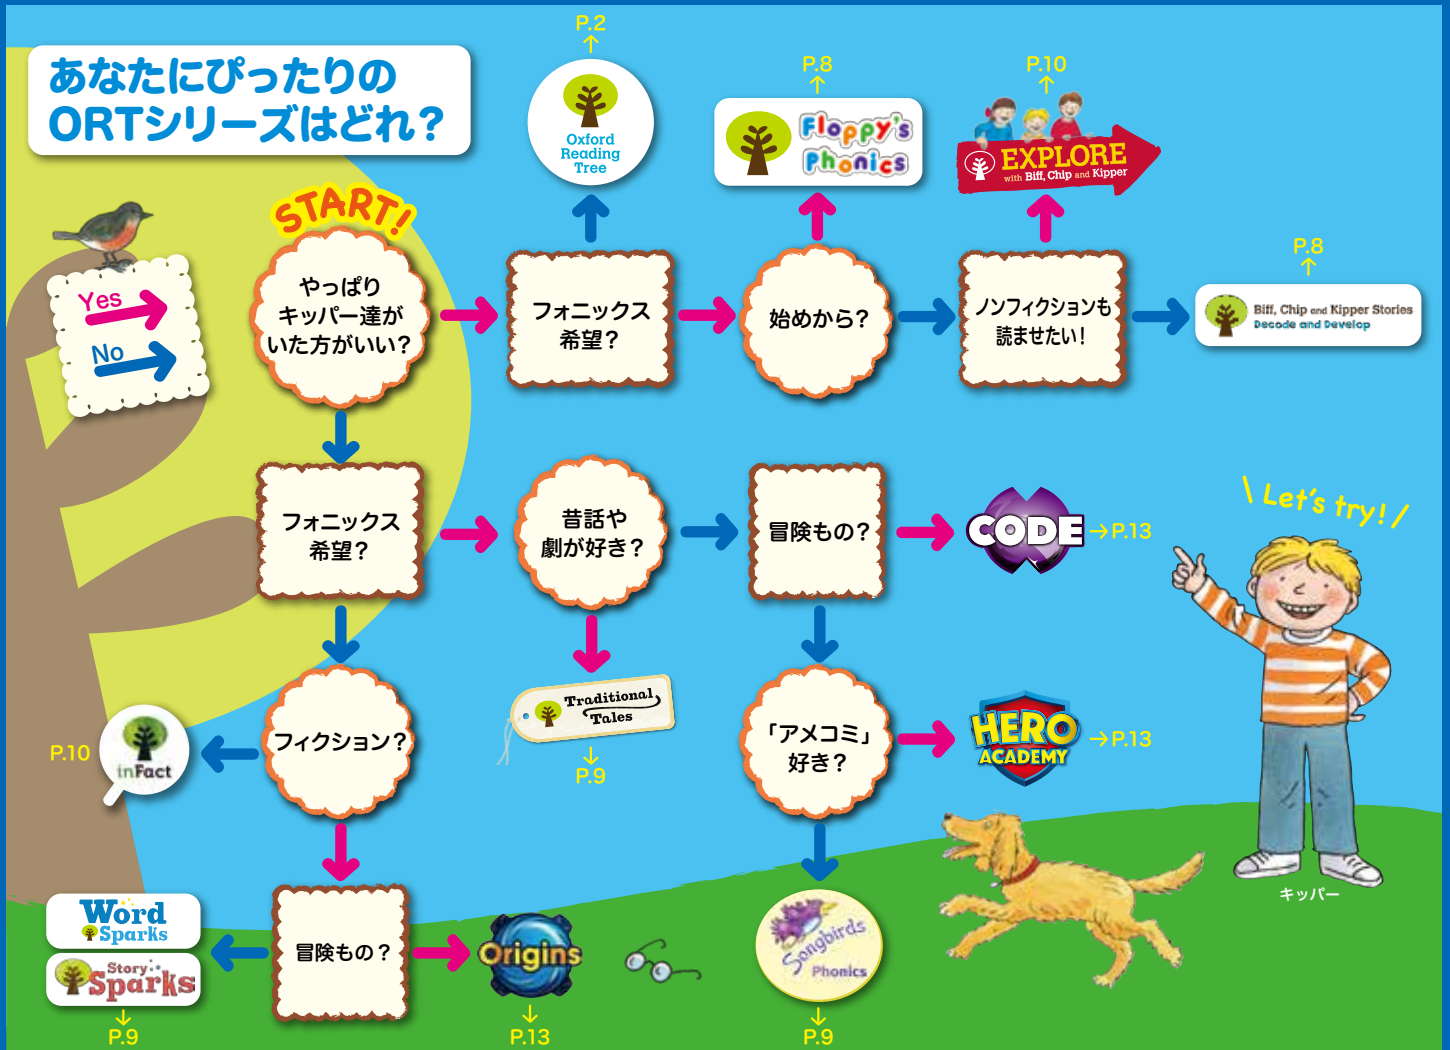 あなたにぴったりの
ORTシリーズはどれ？
P.2
↑
Oxford
Reading
Tree
P.8
↑
Floppy's
Phonics
P.10
↑
EXPLORE
with Biff, Chip and Kipper
START!
Yes
No
やっぱり
キッパー達が
いた方がいい？
フォニックス
希望？
始めから？
ノンフィクションも
読ませたい！
P.8
↑
Biff, Chip and Kipper Stories
Decode and Develop
フォニックス
希望？
昔話や
劇が好き？
冒険もの？
CODE
→P.13
\ Let's try! /
フィクション？
inFact
P.10
Traditional
Tales
↓
P.9
「アメコミ」
好き？
HERO
ACADEMY
→P.13
キッパー
Word
Sparks
Story
Sparks
↓
P.9
冒険もの？
Origins
↓
P.13
Songbirds
Phonics
↓
P.9